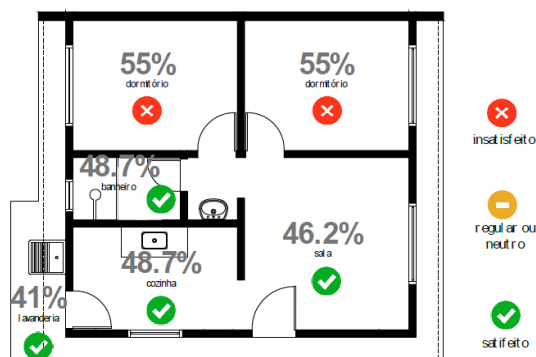 55%
dormitório
55%
dormitório
48.7%
banheiro
46.2%
sala
48.7%
cozinha
41%
lavanderia
insatisfeito
regular ou
neutro
satifeito